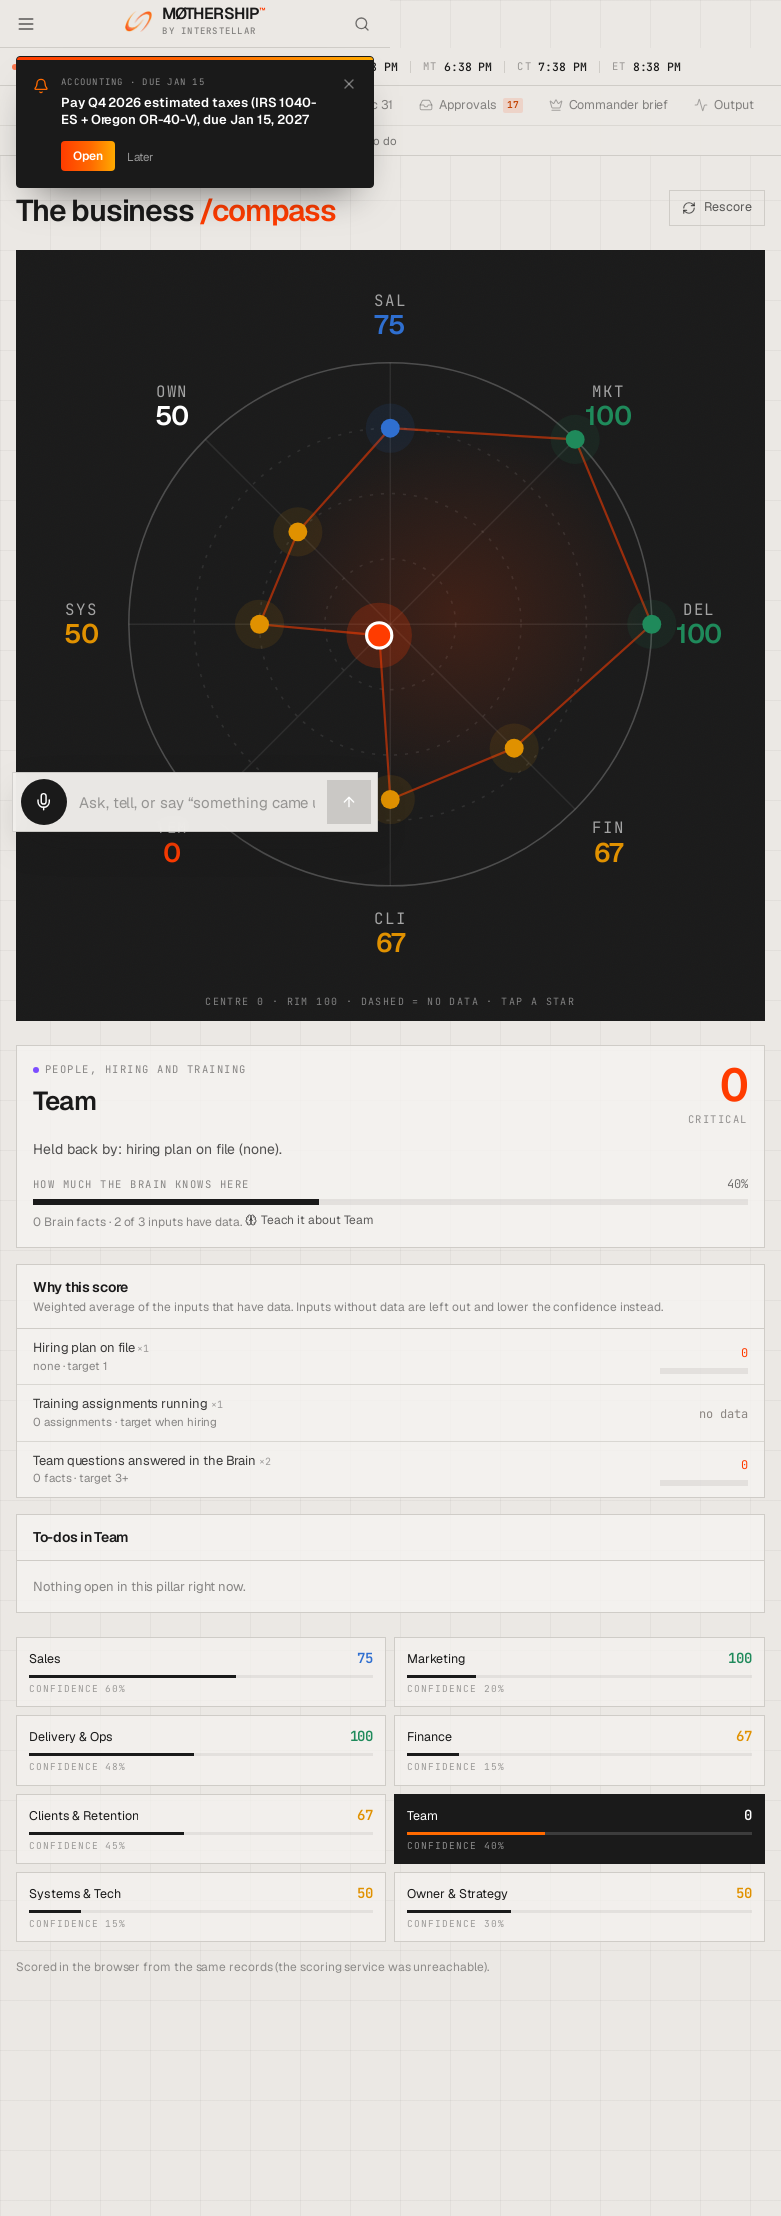 MØTHERSHIP™
BY INTERSTELLAR
PM | MT 6:38 PM | CT 7:38 PM | ET 8:38 PM
ACCOUNTING · DUE JAN 15
Pay Q4 2026 estimated taxes (IRS 1040-
ES + Oregon OR-40-V), due Jan 15, 2027
Open
Later
31
Approvals 17
Commander brief
Output
do
The business /compass
Rescore
SAL
75
OWN
50
MKT
100
SYS
50
DEL
100
Ask, tell, or say “something came
0
FIN
67
CLI
67
CENTRE 0 · RIM 100 · DASHED = NO DATA · TAP A STAR
PEOPLE, HIRING AND TRAINING
Team
0
CRITICAL
Held back by: hiring plan on file (none).
HOW MUCH THE BRAIN KNOWS HERE
40%
0 Brain facts · 2 of 3 inputs have data. Teach it about Team
Why this score
Weighted average of the inputs that have data. Inputs without data are left out and lower the confidence instead.
Hiring plan on file ×1
none · target 1
0
Training assignments running ×1
0 assignments · target when hiring
no data
Team questions answered in the Brain ×2
0 facts · target 3+
0
To-dos in Team
Nothing open in this pillar right now.
Sales 75
CONFIDENCE 60%
Marketing 100
CONFIDENCE 20%
Delivery & Ops 100
CONFIDENCE 48%
Finance 67
CONFIDENCE 15%
Clients & Retention 67
CONFIDENCE 45%
Team 0
CONFIDENCE 40%
Systems & Tech 50
CONFIDENCE 15%
Owner & Strategy 50
CONFIDENCE 30%
Scored in the browser from the same records (the scoring service was unreachable).